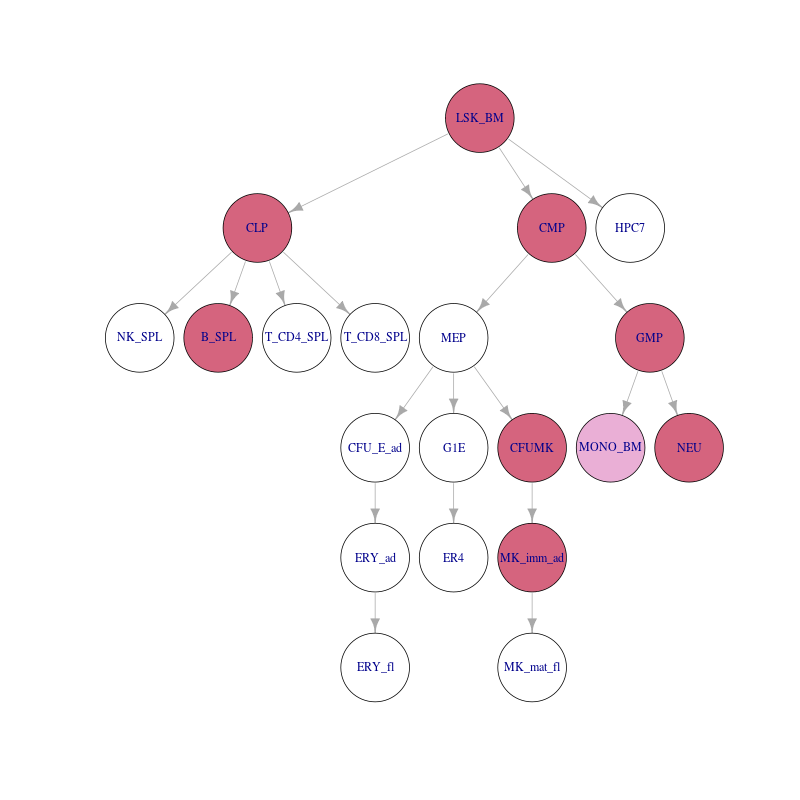 LSK_BM
CLP
CMP
HPC7
NK_SPL
B_SPL
T_CD4_SPL
T_CD8_SPL
MEP
GMP
CFU_E_ad
G1E
CFUMK
MONO_BM
NEU
ERY_ad
ER4
MK_imm_ad
ERY_fl
MK_mat_fl